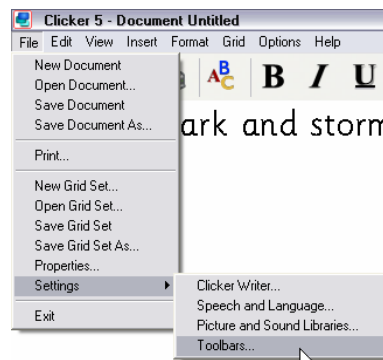 Clicker 5 - Document Untitled
File Edit View Insert Format Grid Options Help
New Document
Open Document...
Save Document
Save Document As...
Print...
New Grid Set...
Open Grid Set...
Save Grid Set
Save Grid Set As...
Properties...
Settings
Exit
ABC B I U
ark and storm
Clicker Writer...
Speech and Language...
Picture and Sound Libraries...
Toolbars...